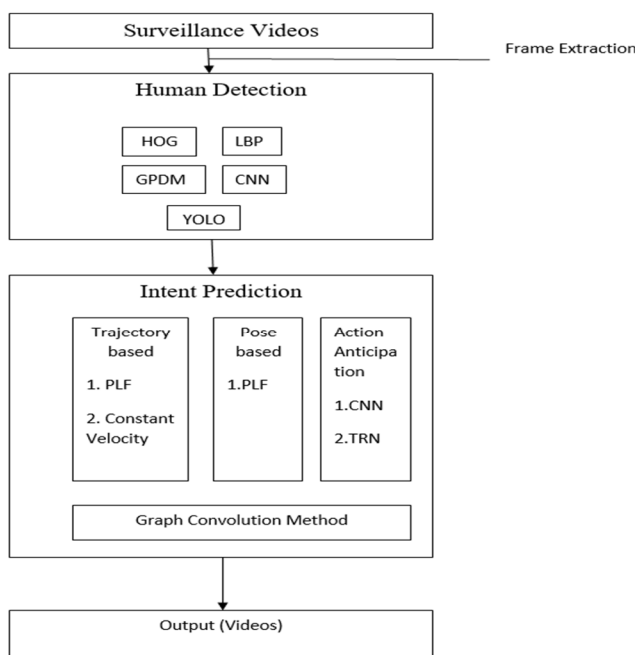 Surveillance Videos
Frame Extraction
Human Detection
HOG
LBP
GPDM
CNN
YOLO
Intent Prediction
Trajectory
based
1. PLF
2. Constant
Velocity
Pose
based
1.PLF
Action
Anticipa
tion
1.CNN
2.TRN
Graph Convolution Method
Output (Videos)